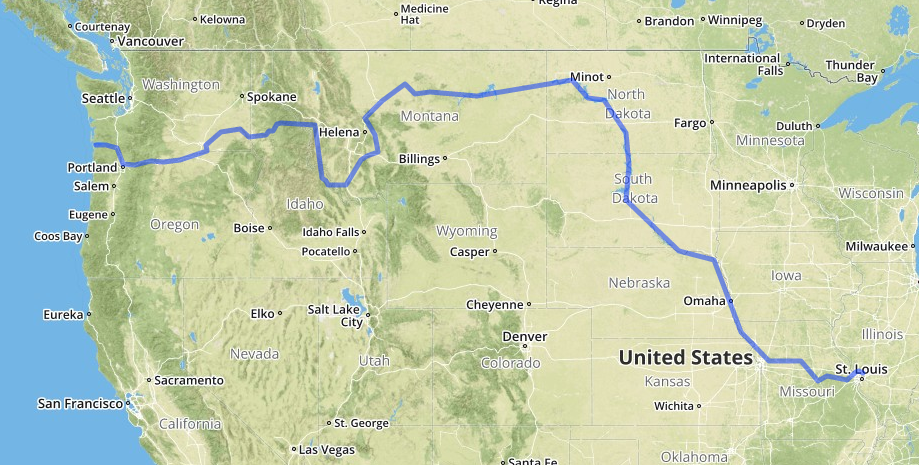 Regina
Courtenay
Kelowna
Medicine
Hat
Brandon
Winnipeg
Dryden
Vancouver
International
Falls
Thunder
Bay
Washington
Spokane
Seattle
Minot
North
Dakota
Montana
Helena
Fargo
Duluth
Minnesota
Portland
Billings
Salem
South
Dakota
Minneapolis
Wisconsin
Idaho
Eugene
Oregon
Coos Bay
Boise
Idaho Falls
Wyoming
Pocatello
Casper
Milwaukee
Iowa
Nebraska
Omaha
Eureka
Elko
Salt Lake
City
Cheyenne
Denver
Illinois
Nevada
Utah
Colorado
United States
St. Louis
Sacramento
Kansas
Missouri
San Francisco
Wichita
California
St. George
Las Vegas
Oklahoma
Santa Fe